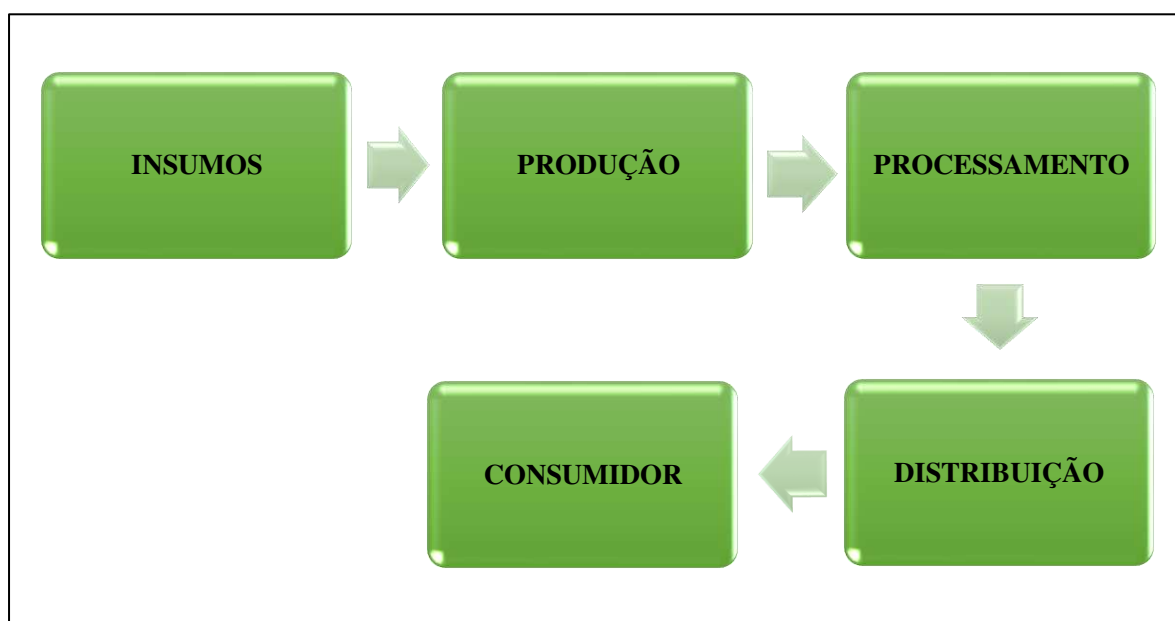 INSUMOS
PRODUÇÃO
PROCESSAMENTO
DISTRIBUIÇÃO
CONSUMIDOR